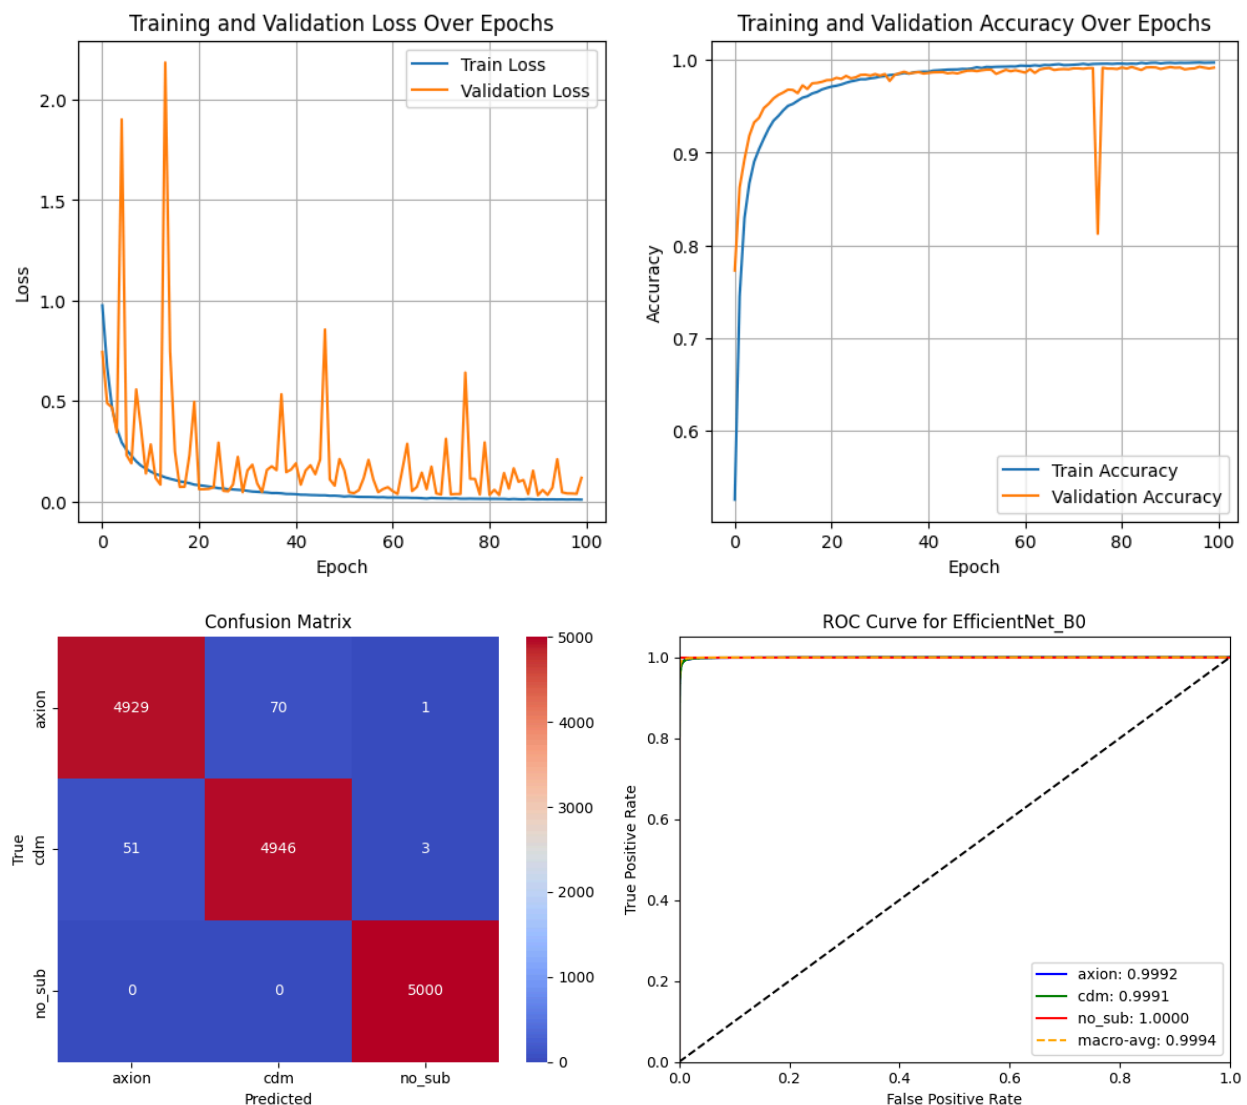 Training and Validation Loss Over Epochs
Train Loss
Validation Loss
2.0
1.5
1.0
0.5
0.0
Loss
0 20 40 60 80 100
Epoch
Training and Validation Accuracy Over Epochs
1.0
0.9
0.8
0.7
0.6
Accuracy
Train Accuracy
Validation Accuracy
0 20 40 60 80 100
Epoch
Confusion Matrix
axion 4929 70 1
cdm 51 4946 3
no_sub 0 0 5000
True
axion cdm no_sub
Predicted
5000
4000
3000
2000
1000
0
ROC Curve for EfficientNet_B0
1.0
0.8
0.6
0.4
0.2
0.0
True Positive Rate
axion: 0.9992
cdm: 0.9991
no_sub: 1.0000
macro-avg: 0.9994
0.0 0.2 0.4 0.6 0.8 1.0
False Positive Rate